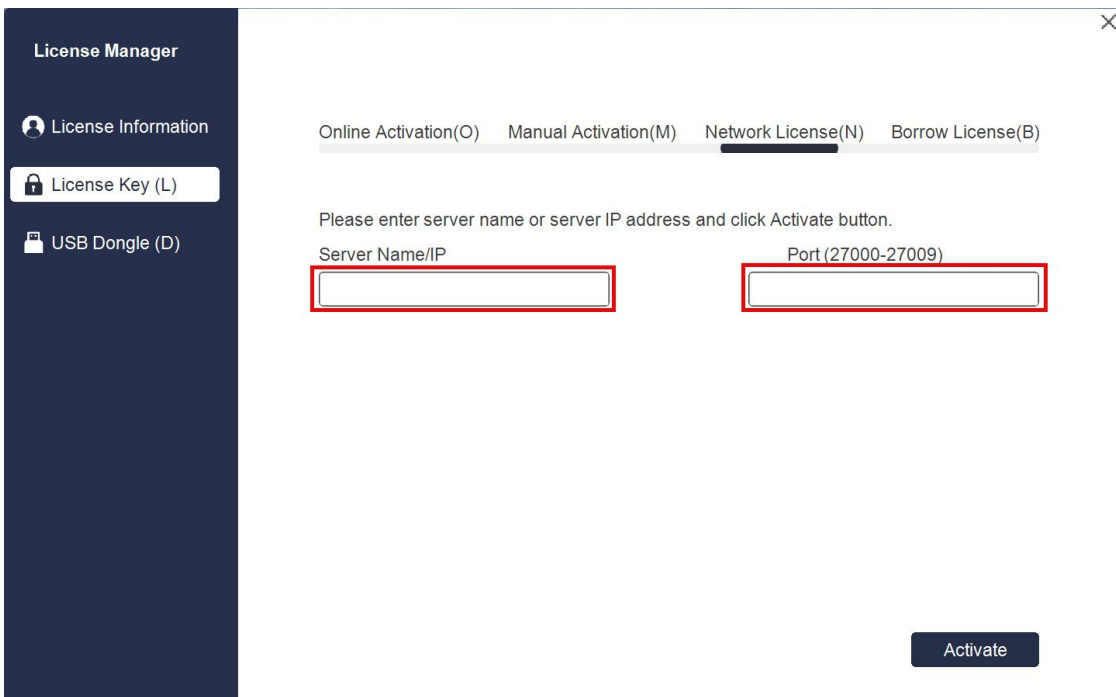 License Manager
License Information
License Key (L)
USB Dongle (D)
Online Activation(O) Manual Activation(M) Network License(N) Borrow License(B)
Please enter server name or server IP address and click Activate button.
Server Name/IP Port (27000-27009)
Activate